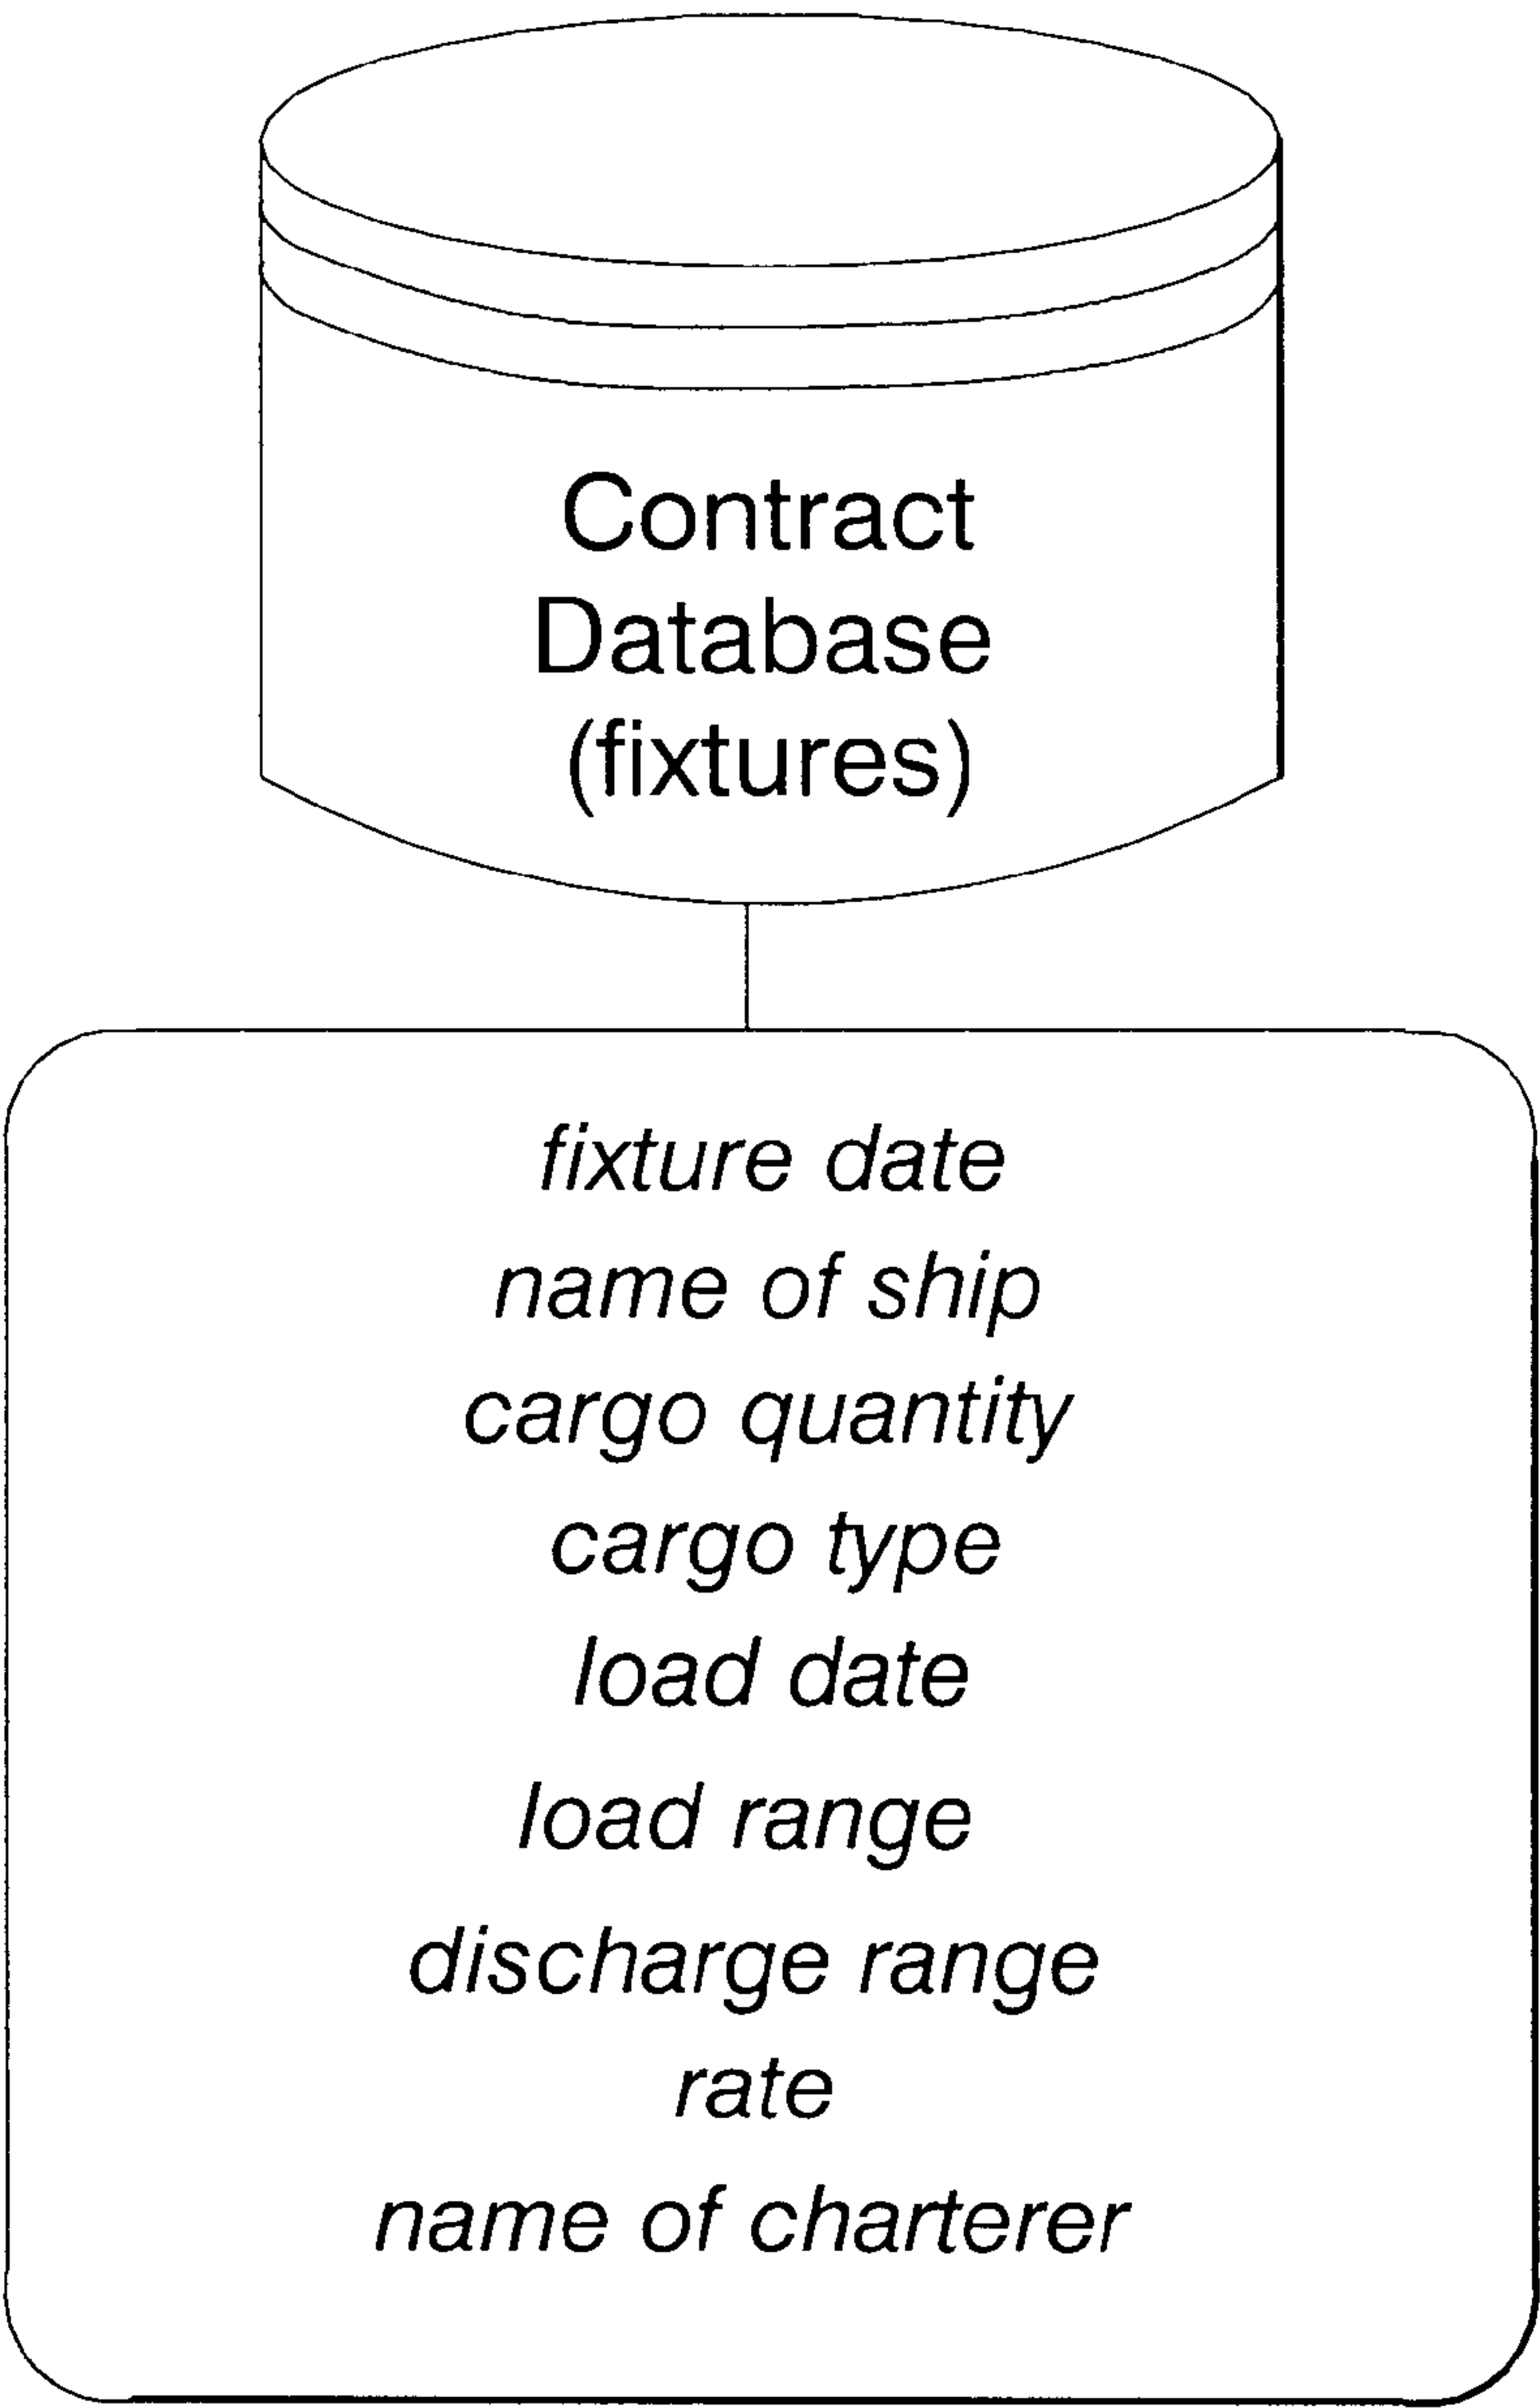 Contract
Database
(fixtures)
fixture date
name of ship
cargo quantity
cargo type
load date
load range
discharge range
rate
name of charterer